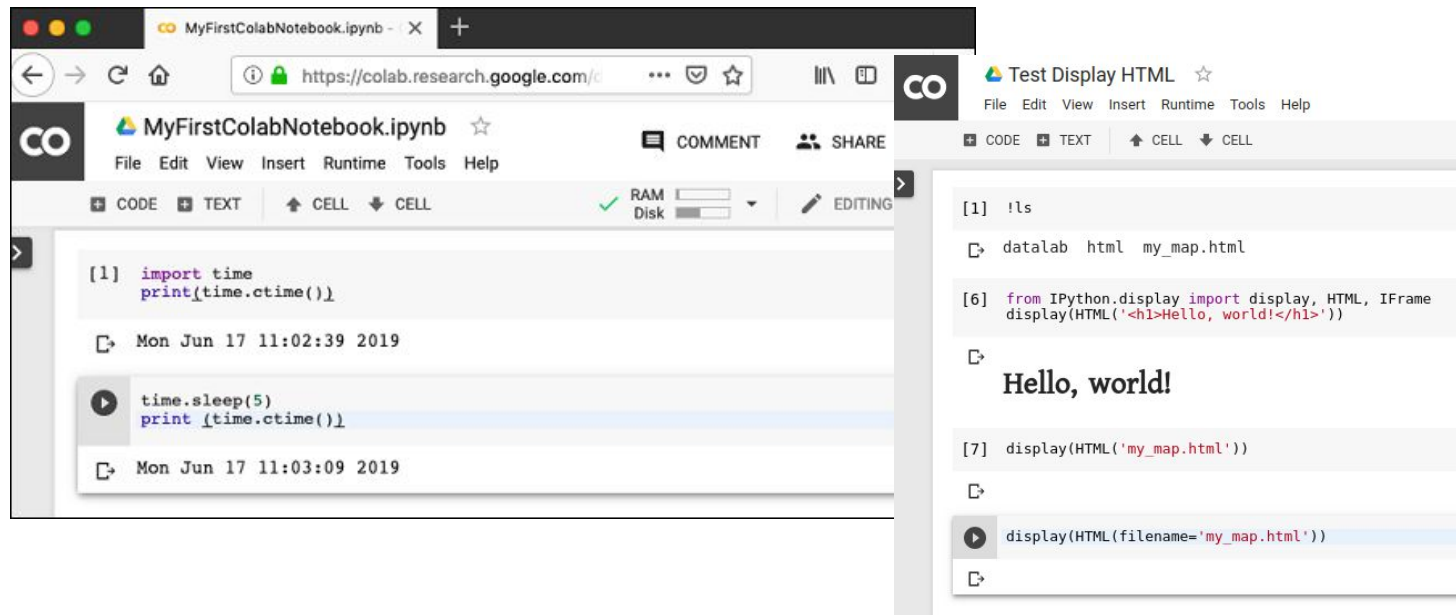 MyFirstColabNotebook.ipynb -
https://colab.research.google.com/
CO MyFirstColabNotebook.ipynb
COMMENT SHARE
File Edit View Insert Runtime Tools Help
CODE TEXT CELL CELL
RAM
Disk
EDITING
[1] import time
print(time.ctime())
Mon Jun 17 11:02:39 2019
time.sleep(5)
print (time.ctime())
Mon Jun 17 11:03:09 2019
CO Test Display HTML
File Edit View Insert Runtime Tools Help
CODE TEXT CELL CELL
[1] !ls
datalab html my_map.html
[6] from IPython.display import display, HTML, IFrame
display(HTML('<h1>Hello, world!</h1>'))
Hello, world!
[7] display(HTML('my_map.html'))
display(HTML(filename='my_map.html'))